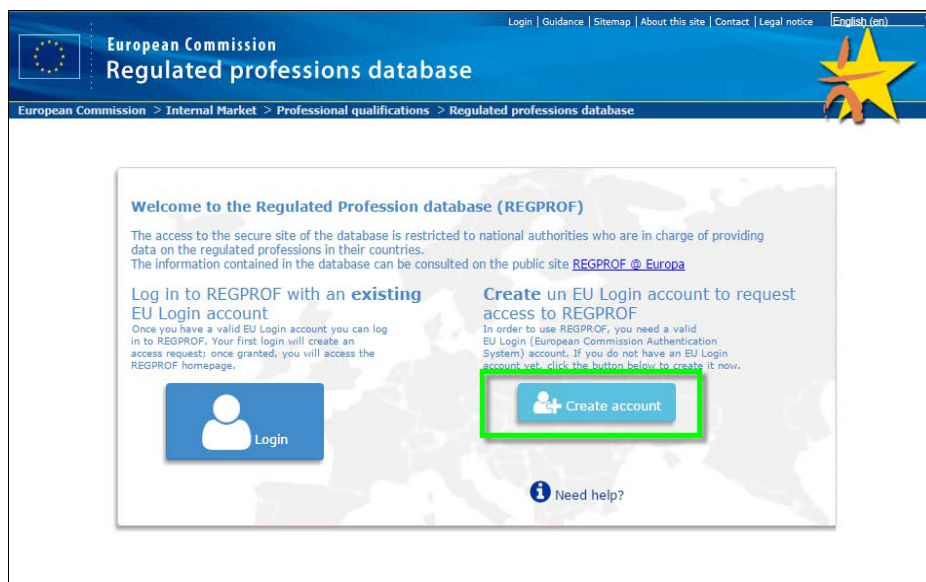 Login | Guidance | Sitemap | About this site | Contact | Legal notice
English (en)
European Commission
Regulated professions database
European Commission > Internal Market > Professional qualifications > Regulated professions database
Welcome to the Regulated Profession database (REGPROF)
The access to the secure site of the database is restricted to national authorities who are in charge of providing
data on the regulated professions in their countries.
The information contained in the database can be consulted on the public site REGPROF @ Europa
Log in to REGPROF with an existing
EU Login account
Once you have a valid EU Login account you can log
in to REGPROF. Your first login will create an
access request; once granted, you will access the
REGPROF homepage.
Login
Create un EU Login account to request
access to REGPROF
In order to use REGPROF, you need a valid
EU Login (European Commission Authentication
System) account. If you do not have an EU Login
account yet, click the button below to create it now.
Create account
Need help?